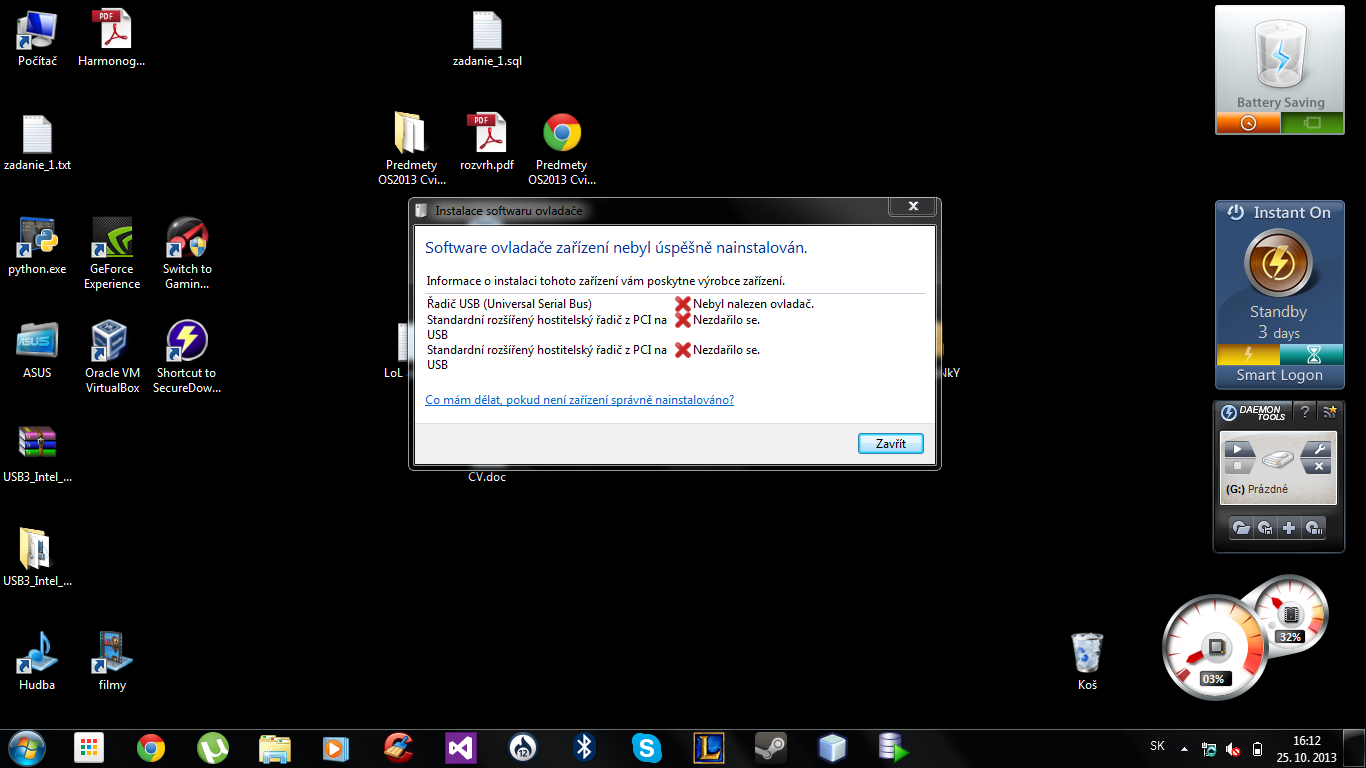 Počítač
Harmonog...
zadanie_1.sql
Battery Saving
zadanie_1.txt
Predmety
OS2013 Cvi...
rozvrh.pdf
Predmety
OS2013 Cvi...
Instalace softwaru ovladače
Software ovladače zařízení nebyl úspěšně nainstalován.
Informace o instalaci tohoto zařízení vám poskytne výrobce zařízení.
Řadič USB (Universal Serial Bus) Nebyl nalezen ovladač.
Standardní rozšířený hostitelský řadič z PCI na Nezdařilo se.
USB
Standardní rozšířený hostitelský řadič z PCI na Nezdařilo se.
USB
Co mám dělat, pokud není zařízení správně nainstalováno?
Zavřít
python.exe
GeForce
Experience
Switch to
Gamin...
Instant On
Standby
3 days
Smart Logon
ASUS
Oracle VM
VirtualBox
Shortcut to
SecureDow...
LoL
CV.doc
DAEMON
TOOLS
(G:) Prázdné
USB3_Intel_...
USB3_Intel_...
Hudba
filmy
Koš
32%
03%
SK
16:12
25. 10. 2013